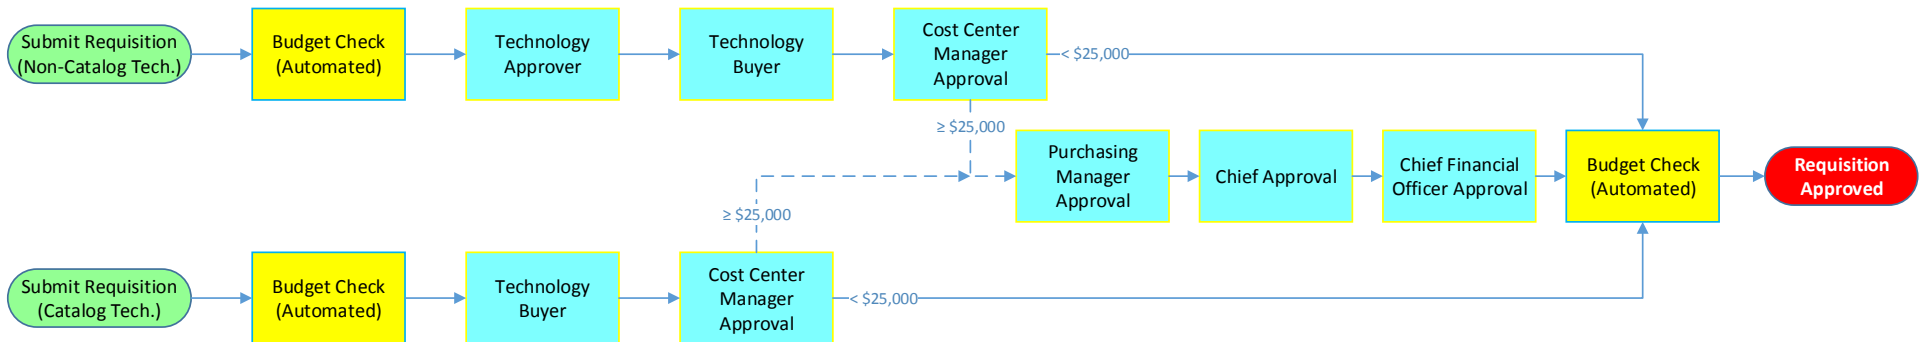 Submit Requisition
(Non-Catalog Tech.)
Budget Check
(Automated)
Technology
Approver
Technology
Buyer
Cost Center
Manager
Approval
< $25,000
≥ $25,000
Purchasing
Manager
Approval
Chief Approval
Chief Financial
Officer Approval
Budget Check
(Automated)
Requisition
Approved
≥ $25,000
Submit Requisition
(Catalog Tech.)
Budget Check
(Automated)
Technology
Buyer
Cost Center
Manager
Approval
< $25,000